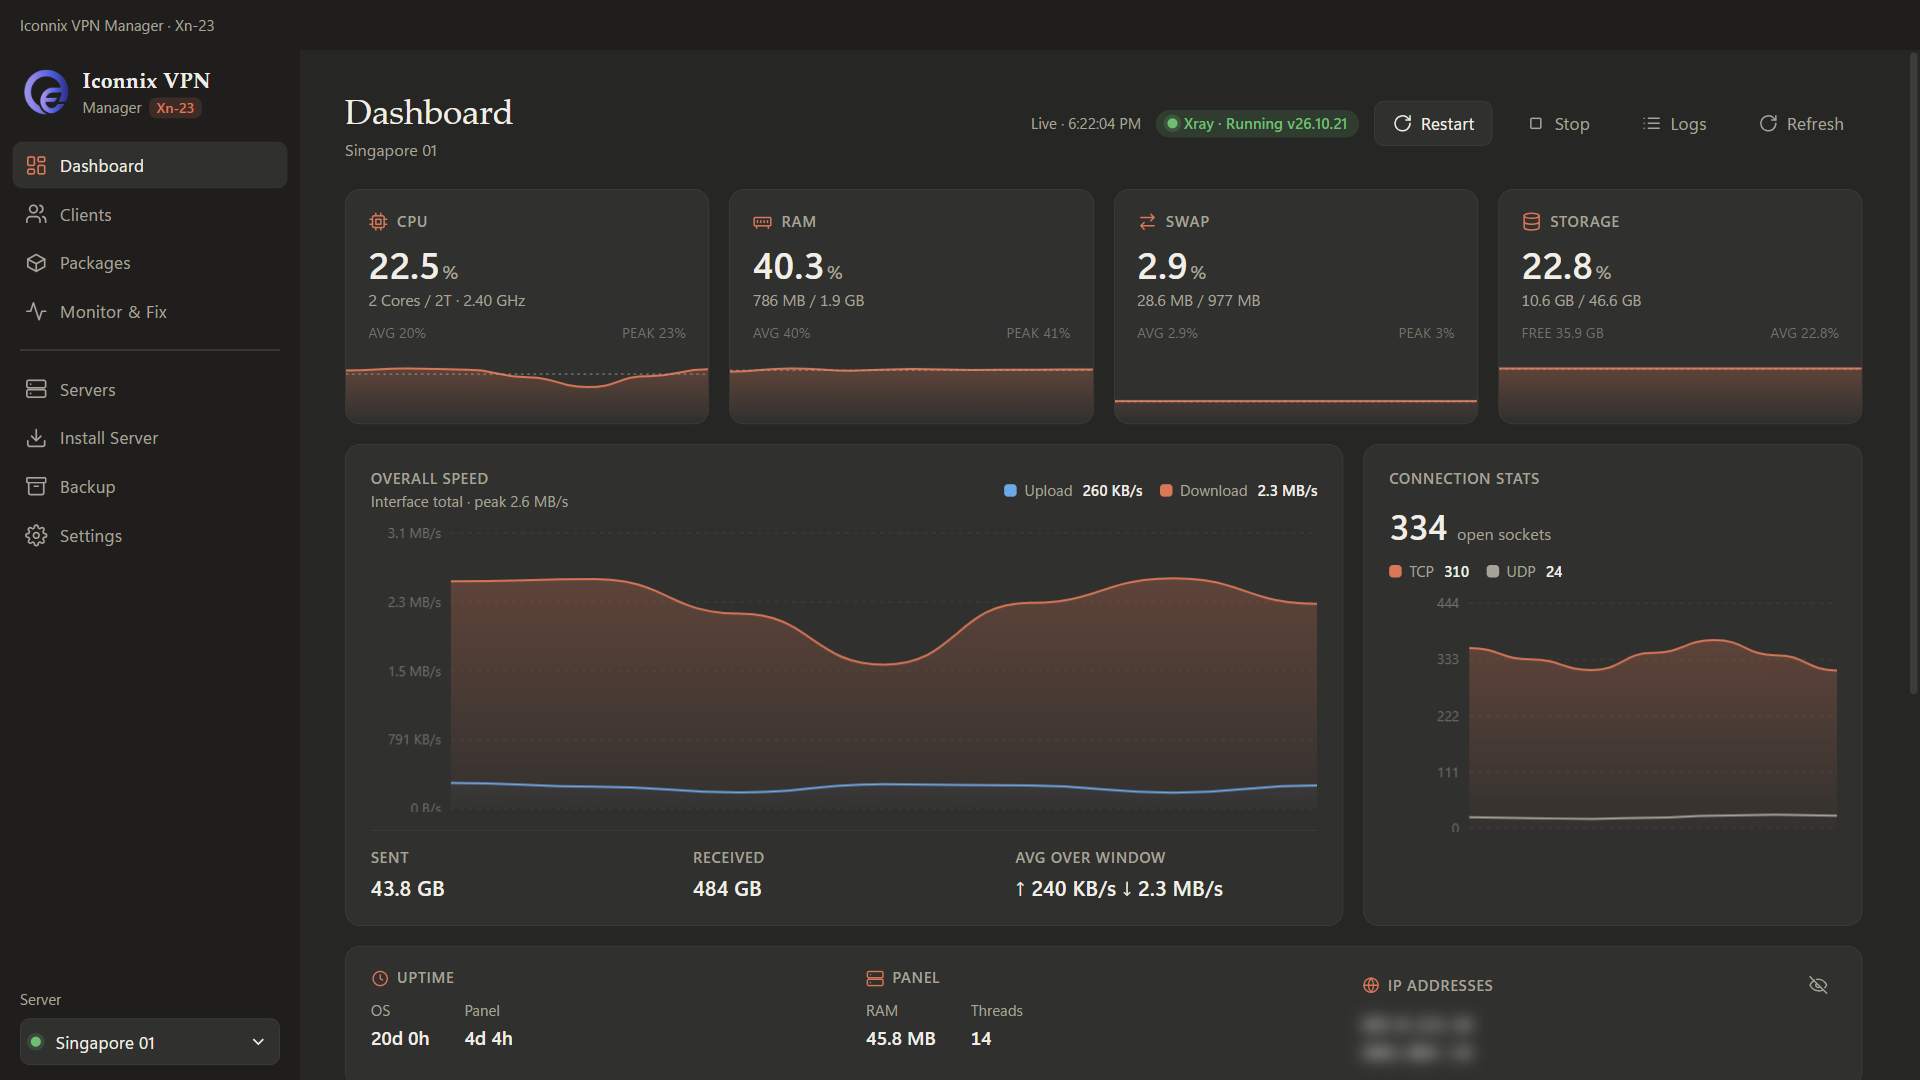 Iconnix VPN Manager · Xn-23
Iconnix VPN
Manager Xn-23
Dashboard
Clients
Packages
Monitor & Fix
Servers
Install Server
Backup
Settings
Server
Singapore 01
Dashboard
Singapore 01
Live · 6:22:04 PM
Xray · Running v26.10.21
Restart
Stop
Logs
Refresh
CPU
22.5%
2 Cores / 2T · 2.40 GHz
AVG 20% PEAK 23%
RAM
40.3%
786 MB / 1.9 GB
AVG 40% PEAK 41%
SWAP
2.9%
28.6 MB / 977 MB
AVG 2.9% PEAK 3%
STORAGE
22.8%
10.6 GB / 46.6 GB
FREE 35.9 GB AVG 22.8%
OVERALL SPEED
Interface total · peak 2.6 MB/s
Upload 260 KB/s Download 2.3 MB/s
3.1 MB/s
2.3 MB/s
1.5 MB/s
791 KB/s
0 B/s
SENT
43.8 GB
RECEIVED
484 GB
AVG OVER WINDOW
↑ 240 KB/s ↓ 2.3 MB/s
CONNECTION STATS
334 open sockets
TCP 310 UDP 24
444
333
222
111
0
UPTIME
OS Panel
20d 0h 4d 4h
PANEL
RAM Threads
45.8 MB 14
IP ADDRESSES